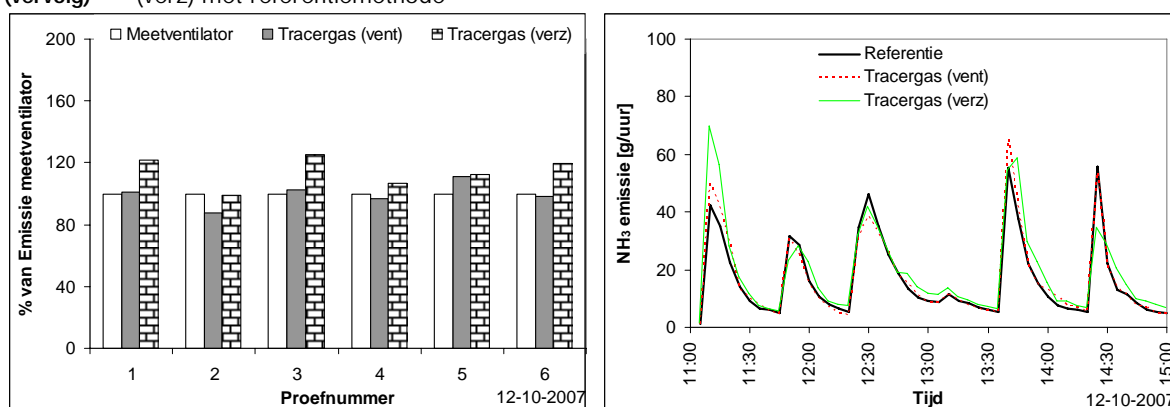 (vervolg) (verz) met referentiemethode
% van Emissie meetventilator
200
160
120
80
40
0
Meetventilator Tracergas (vent) Tracergas (verz)
1 2 3 4 5 6
Proefnummer 12-10-2007
NH3 emissie [g/uur]
100
80
60
40
20
0
Referentie
Tracergas (vent)
Tracergas (verz)
11:00 11:30 12:00 12:30 13:00 13:30 14:00 14:30 15:00
Tijd 12-10-2007